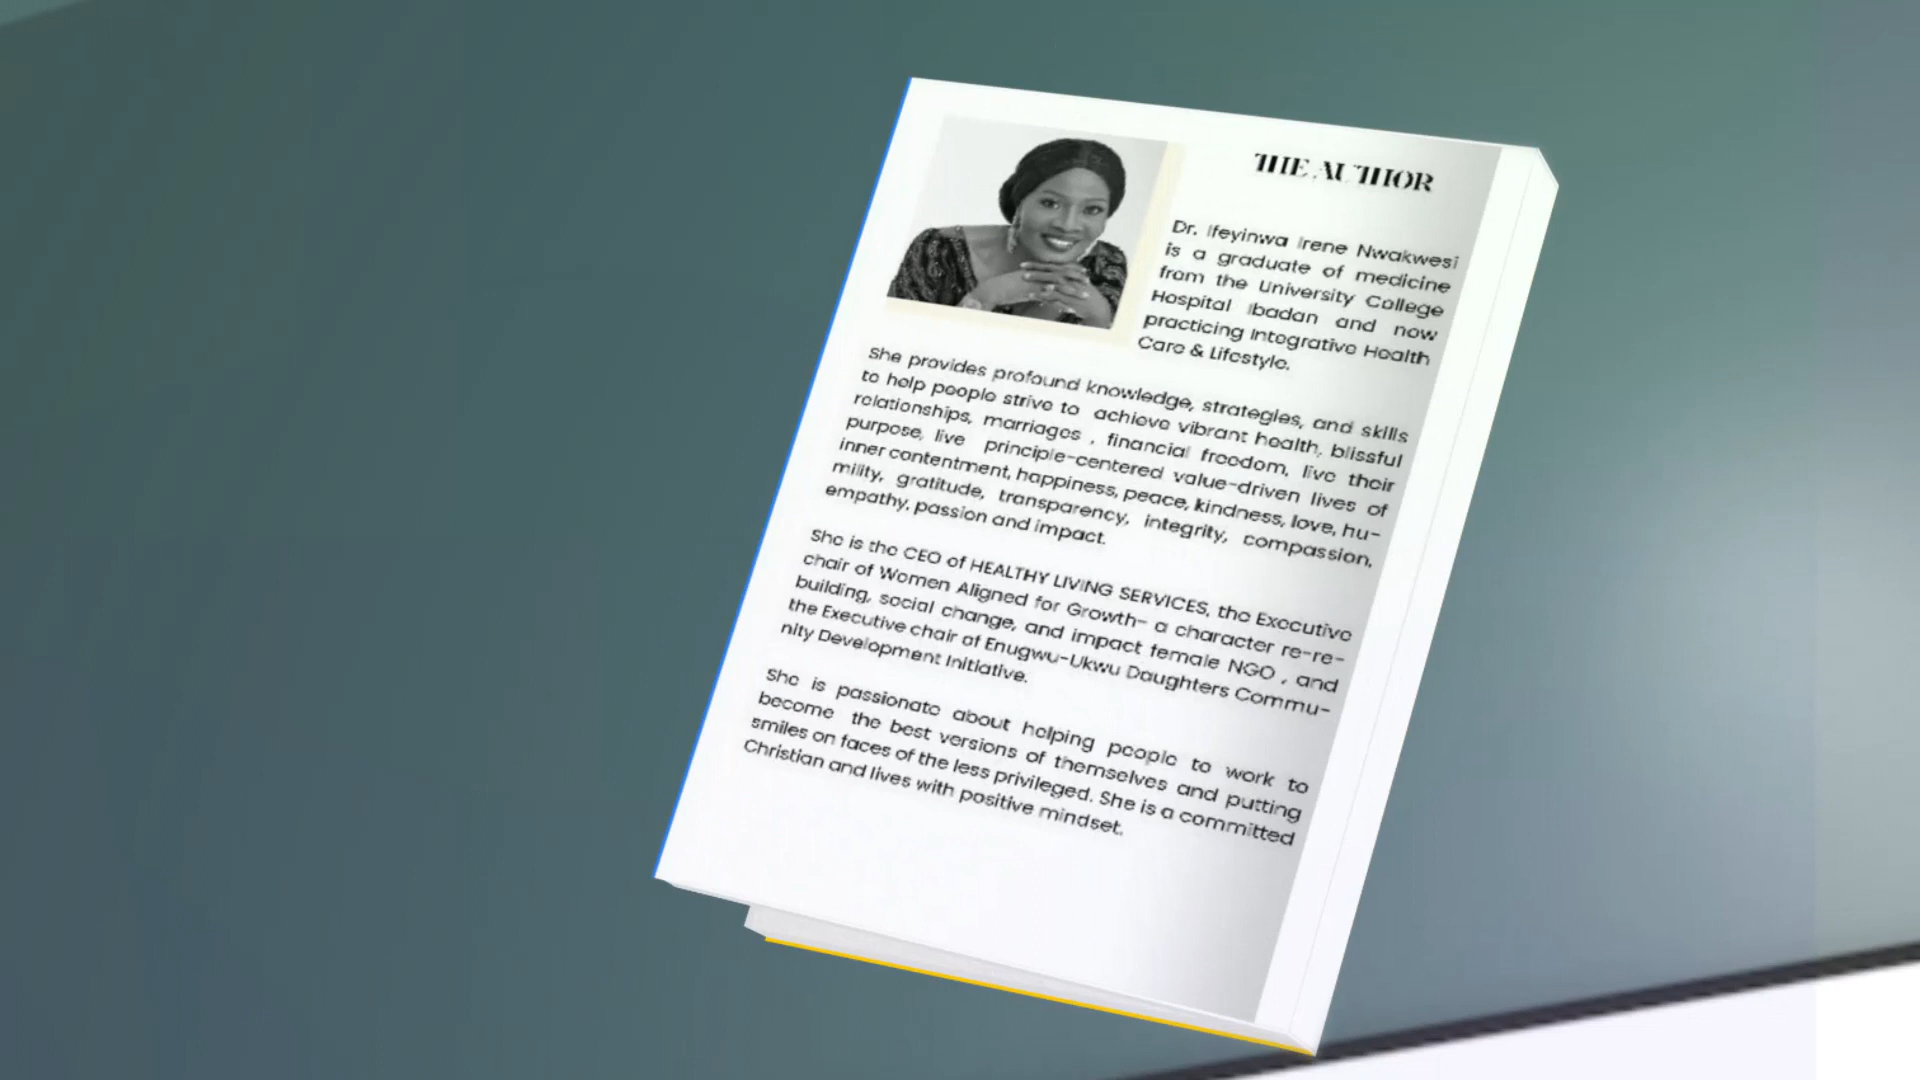 THE AUTHOR
Dr. Ifeyinwa Irene Nwakwesi
is a graduate of medicine
from the University College
Hospital Ibadan and now
practicing Integrative Health
Care & Lifestyle.
She provides profound knowledge, strategies, and skills
to help people strive to achieve vibrant health, blissful
relationships, marriages , financial freedom, live their
purpose, live principle-centered value-driven lives of
inner contentment, happiness, peace, kindness, love, hu-
mility, gratitude, transparency, integrity, compassion,
empathy, passion and impact.
She is the CEO of HEALTHY LIVING SERVICES, the Executive
chair of Women Aligned for Growth- a character re-re-
building, social change, and impact female NGO , and
the Executive chair of Enugwu-Ukwu Daughters Commu-
nity Development Initiative.
She is passionate about helping people to work to
become the best versions of themselves and putting
smiles on faces of the less privileged. She is a committed
Christian and lives with positive mindset.